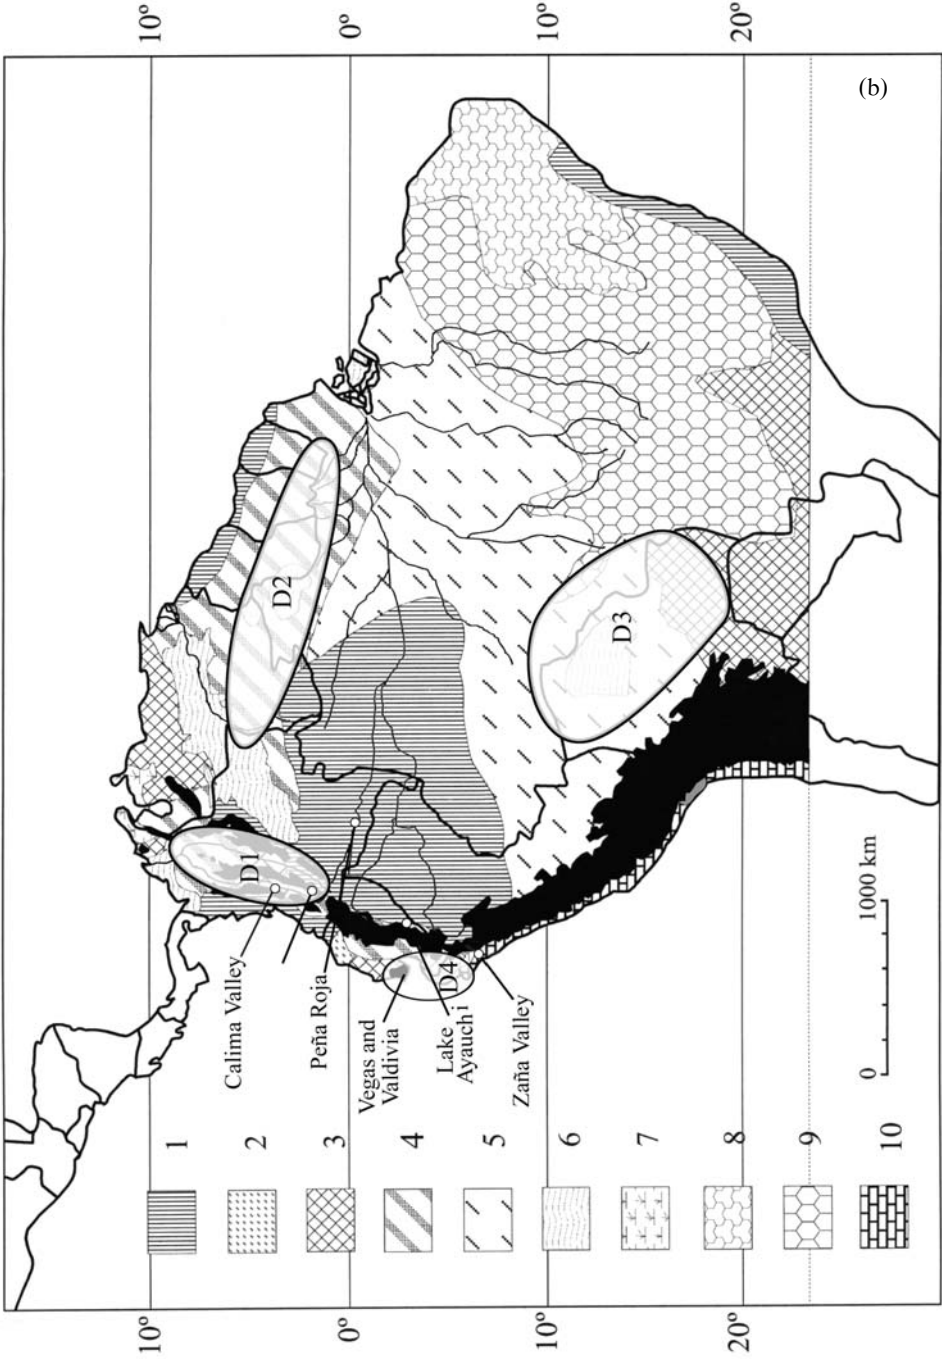 (b)
10°
0°
10°
20°
10°
0°
10°
20°
D1
D2
D3
D4
Calima Valley
Peña Roja
Vegas and
Valdivia
Lake
Ayauchi
Zaña Valley
0 1000 km
1
2
3
4
5
6
7
8
9
10